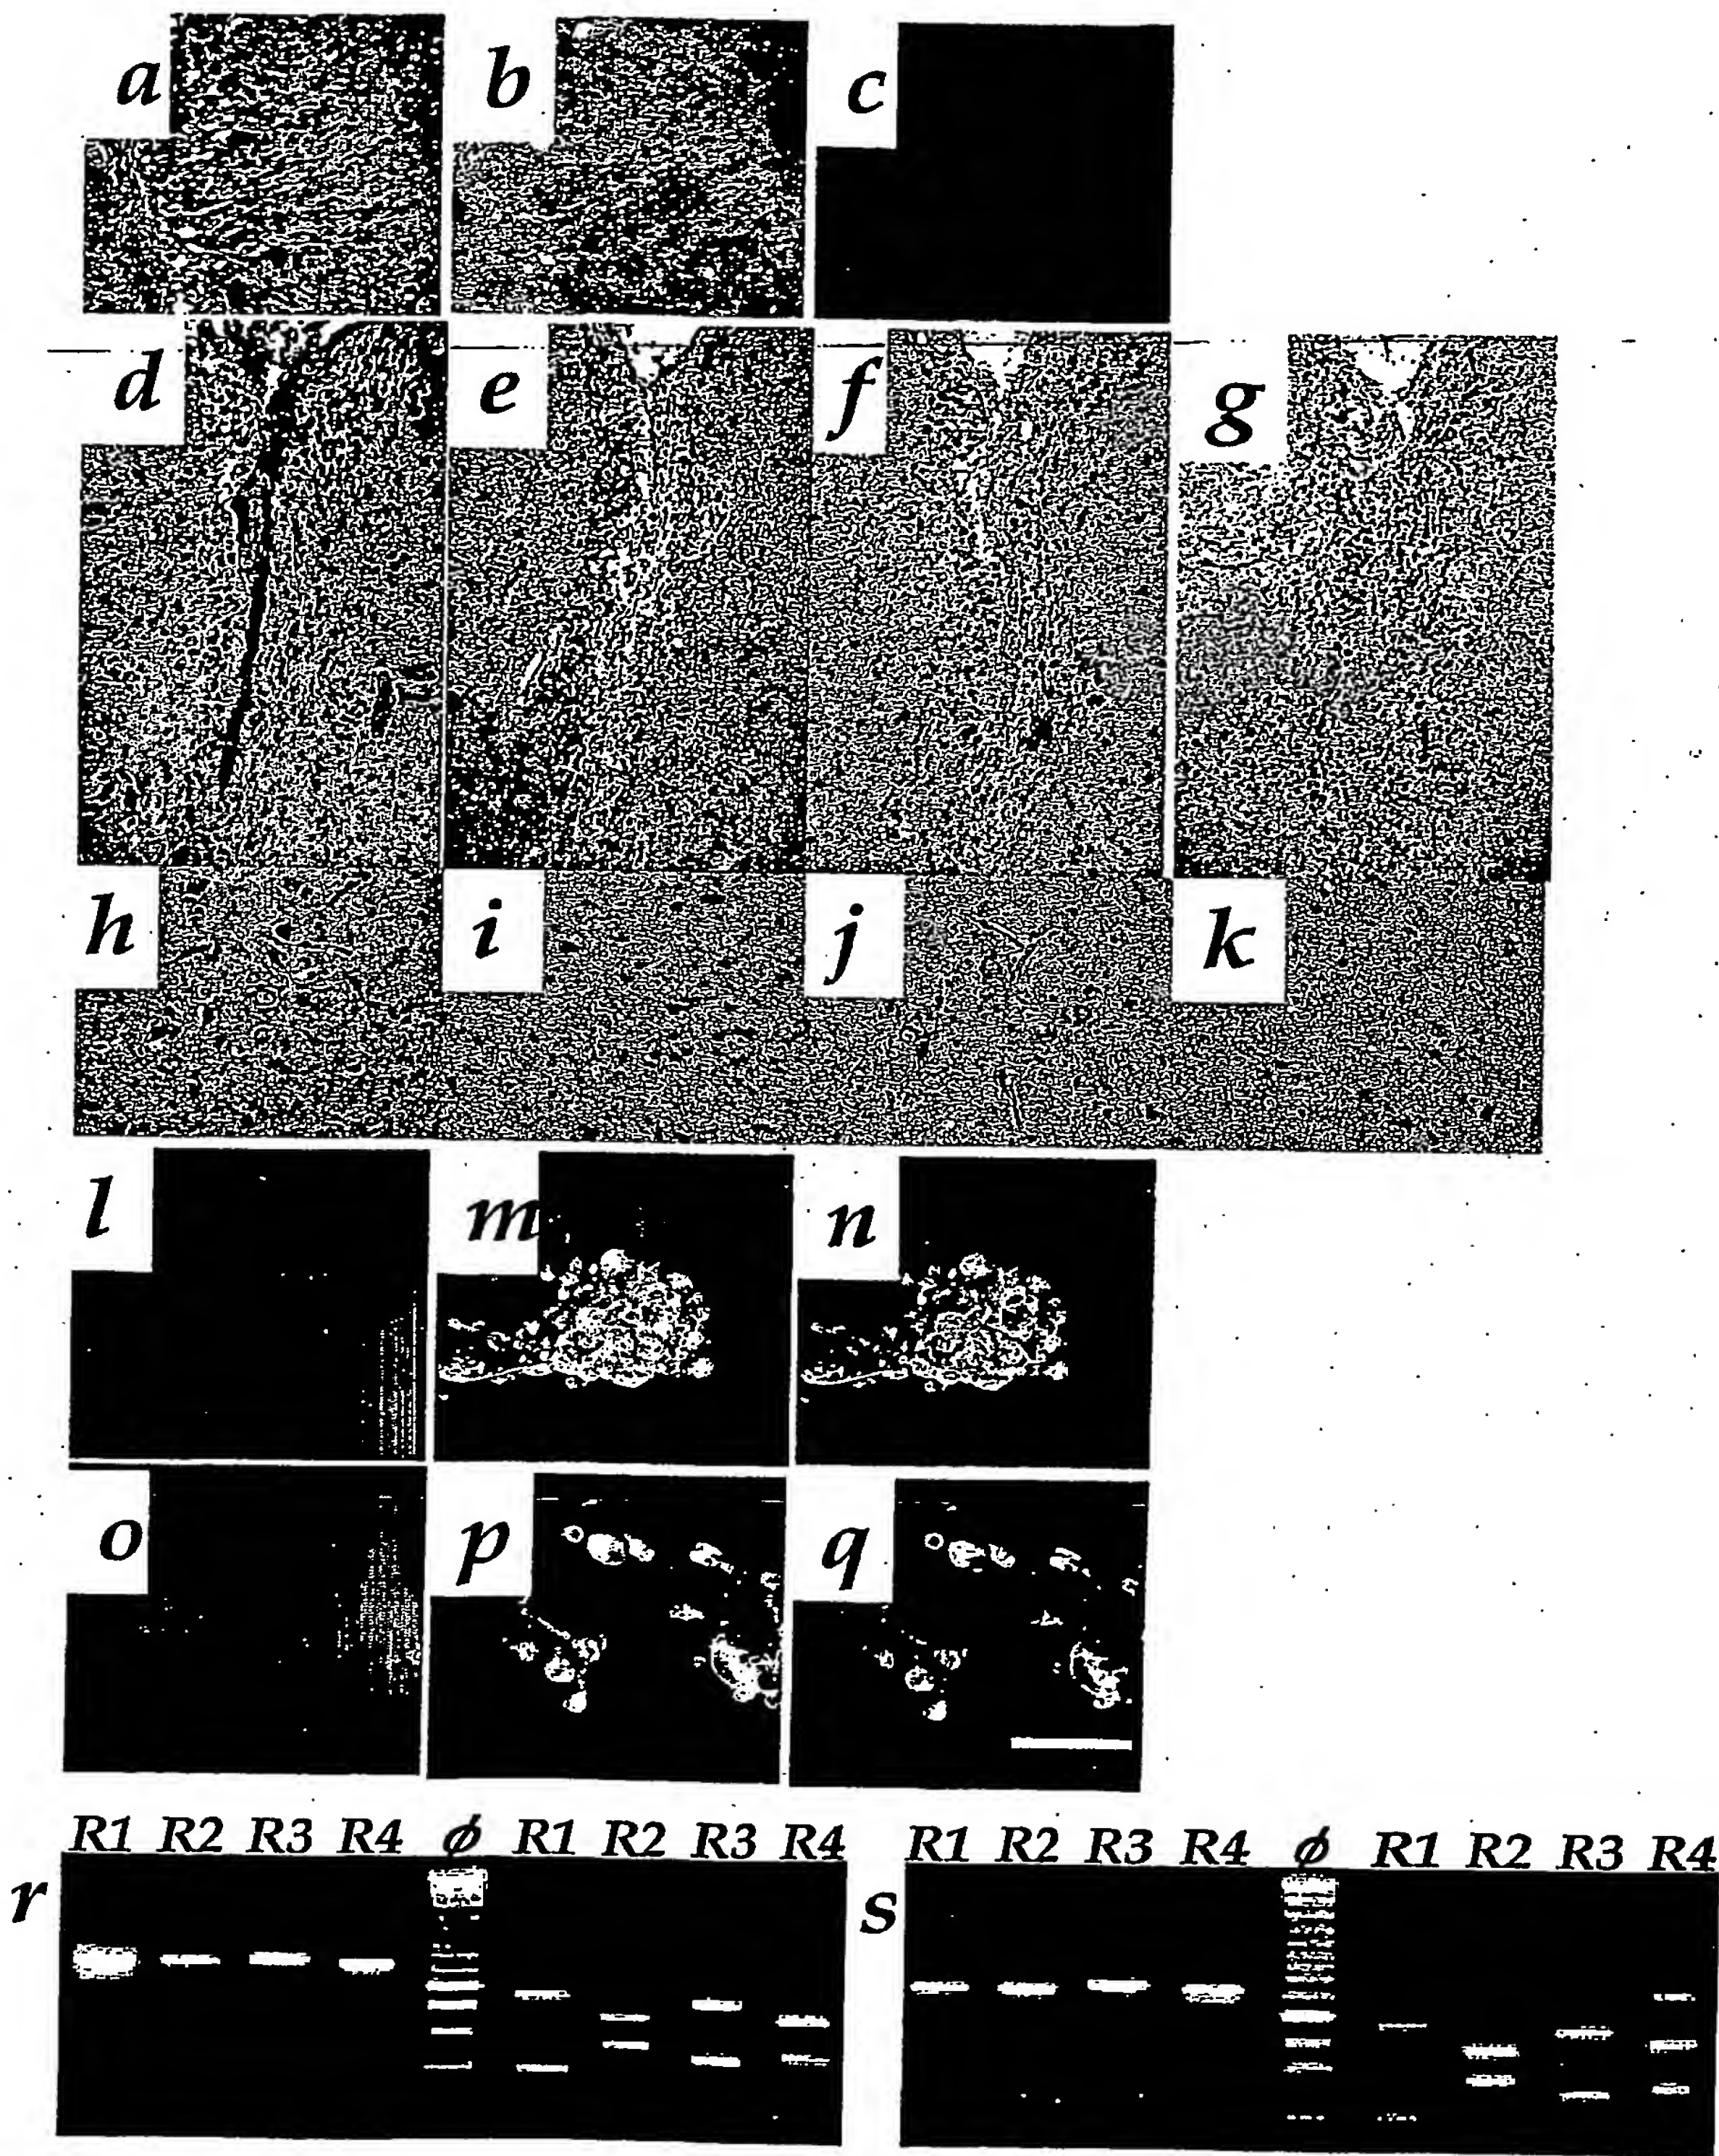 a b c
d e f g
h i j k
l m n
o p q
R1 R2 R3 R4 ϕ R1 R2 R3 R4
r
R1 R2 R3 R4 ϕ R1 R2 R3 R4
s